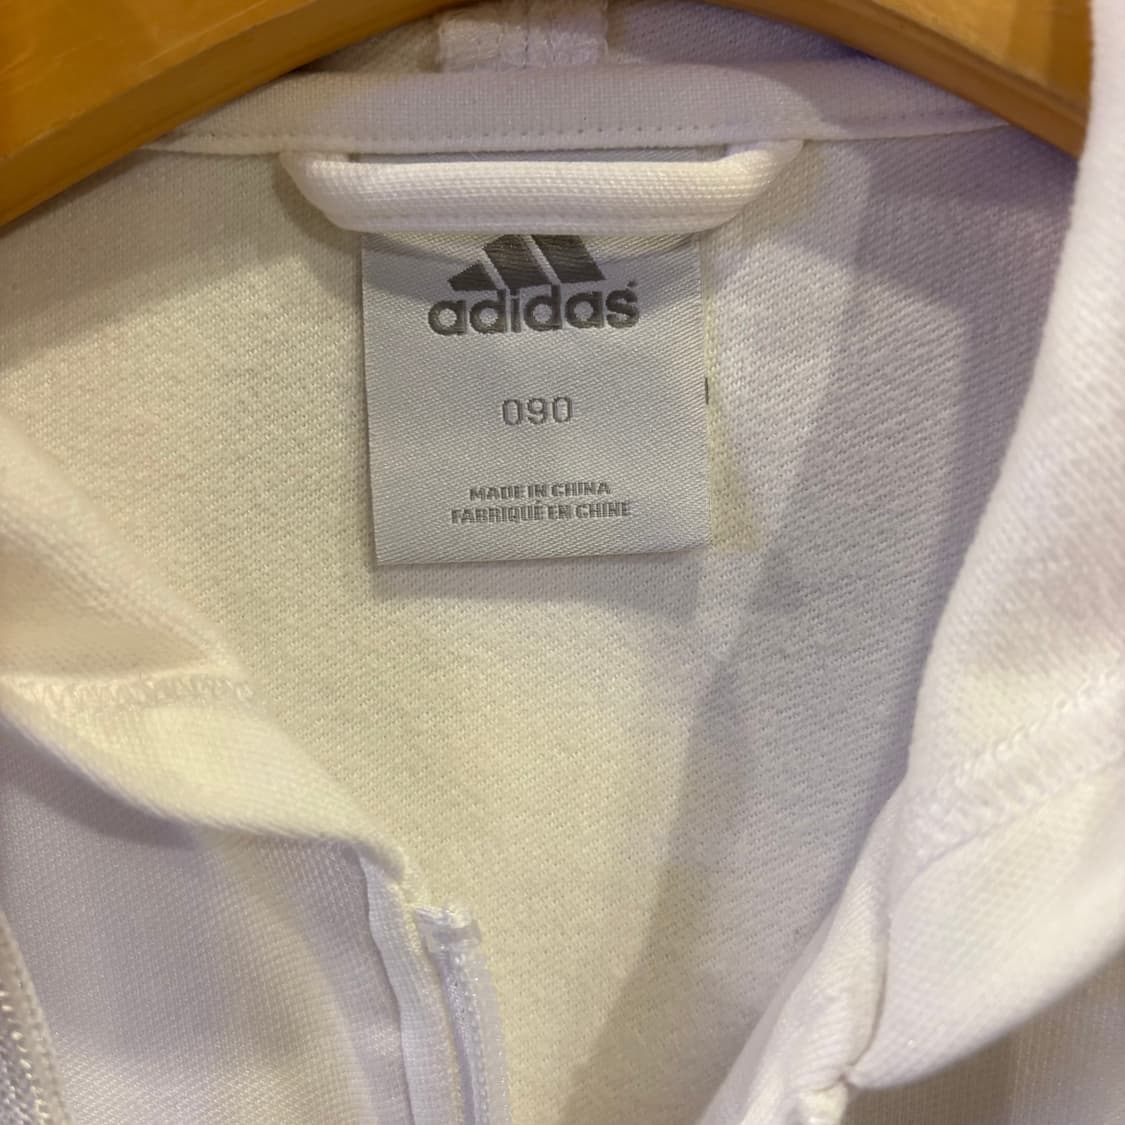 adidas
090
MADE IN CHINA
FABRIQUÉ EN CHINE